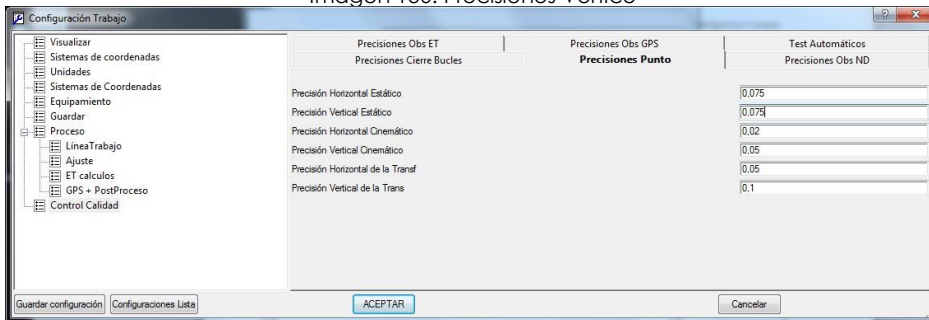 Imagen 168. Precisiones Vértice
Configuración Trabajo
Visualizar
Sistemas de coordenadas
Unidades
Sistemas de Coordenadas
Equipamiento
Guardar
Proceso
LíneaTrabajo
Ajuste
ET calculos
GPS + PostProceso
Control Calidad
Precisiones Obs ET
Precisiones Obs GPS
Test Automáticos
Precisiones Cierre Bucles
Precisiones Punto
Precisiones Obs ND
Precisión Horizontal Estático 0,075
Precisión Vertical Estático 0,075
Precisión Horizontal Cinemático 0,02
Precisión Vertical Cinemático 0,05
Precisión Horizontal de la Transf 0,05
Precisión Vertical de la Trans 0,1
Guardar configuración Configuraciones Lista ACEPTAR Cancelar